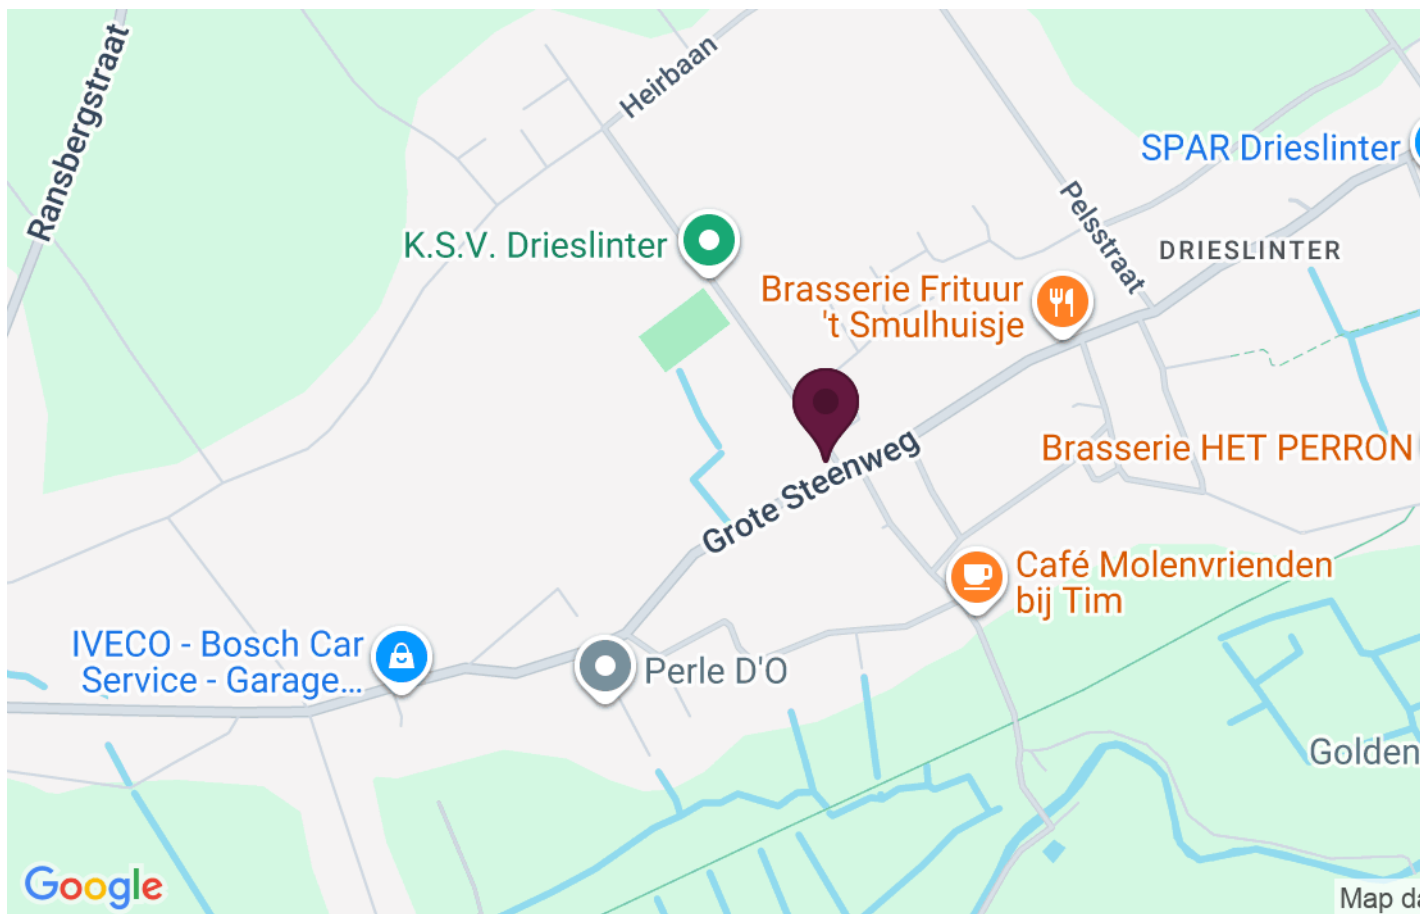 Ransbergstraat
Heirbaan
SPAR Drieslinter
Pelsstraat
K.S.V. Drieslinter
DRIESLINTER
Brasserie Frituur
't Smulhuisje
Grote Steenweg
Brasserie HET PERRON
Café Molenvrienden
bij Tim
IVECO - Bosch Car
Service - Garage...
Perle D'O
Golden
Google
Map da